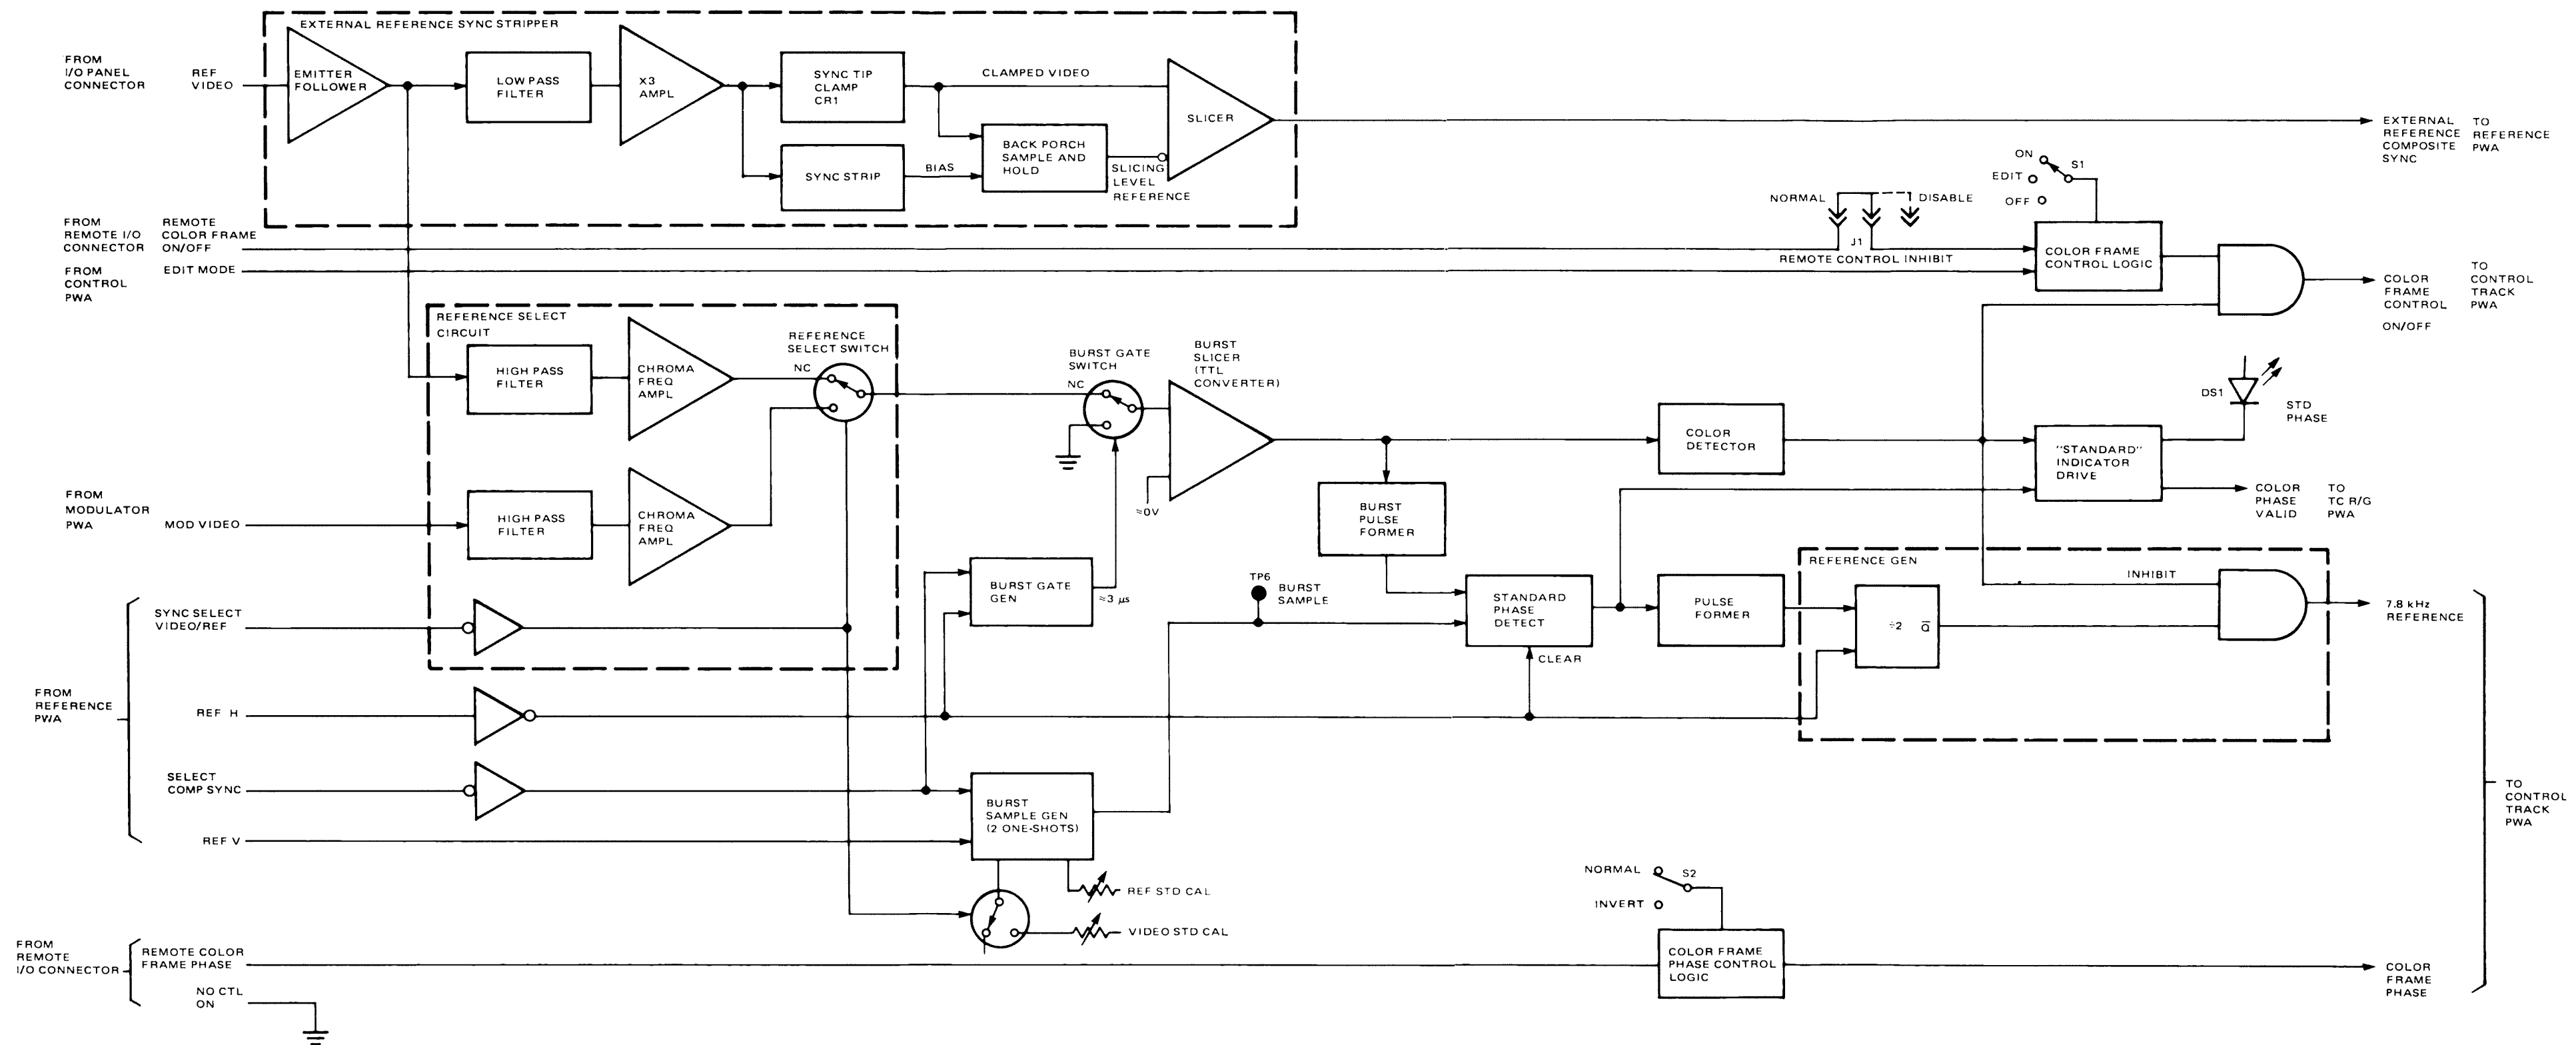 EXTERNAL REFERENCE SYNC STRIPPER
FROM
I/O PANEL
CONNECTOR
REF
VIDEO
EMITTER
FOLLOWER
LOW PASS
FILTER
X3
AMPL
SYNC TIP
CLAMP
CR1
CLAMPED VIDEO
SYNC STRIP
BIAS
BACK PORCH
SAMPLE AND
HOLD
SLICING
LEVEL
REFERENCE
SLICER
EXTERNAL
REFERENCE
COMPOSITE
SYNC
TO
REFERENCE
PWA
ON
EDIT
OFF
S1
NORMAL
DISABLE
J1
FROM
REMOTE I/O
CONNECTOR
REMOTE
COLOR FRAME
ON/OFF
REMOTE CONTROL INHIBIT
FROM
CONTROL
PWA
EDIT MODE
COLOR FRAME
CONTROL LOGIC
COLOR
FRAME
CONTROL
ON/OFF
TO
CONTROL
TRACK
PWA
REFERENCE SELECT
CIRCUIT
HIGH PASS
FILTER
CHROMA
FREQ
AMPL
REFERENCE
SELECT SWITCH
NC
BURST GATE
SWITCH
NC
BURST
SLICER
(TTL
CONVERTER)
≈0V
COLOR
DETECTOR
DS1
STD
PHASE
"STANDARD"
INDICATOR
DRIVE
COLOR
PHASE
VALID
TO
TC R/G
PWA
FROM
MODULATOR
PWA
MOD VIDEO
HIGH PASS
FILTER
CHROMA
FREQ
AMPL
BURST
PULSE
FORMER
BURST GATE
GEN
≈3 μs
TP6
BURST
SAMPLE
STANDARD
PHASE
DETECT
CLEAR
PULSE
FORMER
REFERENCE GEN
INHIBIT
÷2
Q̅
7.8 kHz
REFERENCE
FROM
REFERENCE
PWA
SYNC SELECT
VIDEO/REF
REF H
SELECT
COMP SYNC
REF V
BURST
SAMPLE GEN
(2 ONE-SHOTS)
REF STD CAL
VIDEO STD CAL
TO
CONTROL
TRACK
PWA
NORMAL
S2
INVERT
FROM
REMOTE
I/O CONNECTOR
REMOTE COLOR
FRAME PHASE
NO CTL
ON
COLOR FRAME
PHASE CONTROL
LOGIC
COLOR
FRAME
PHASE